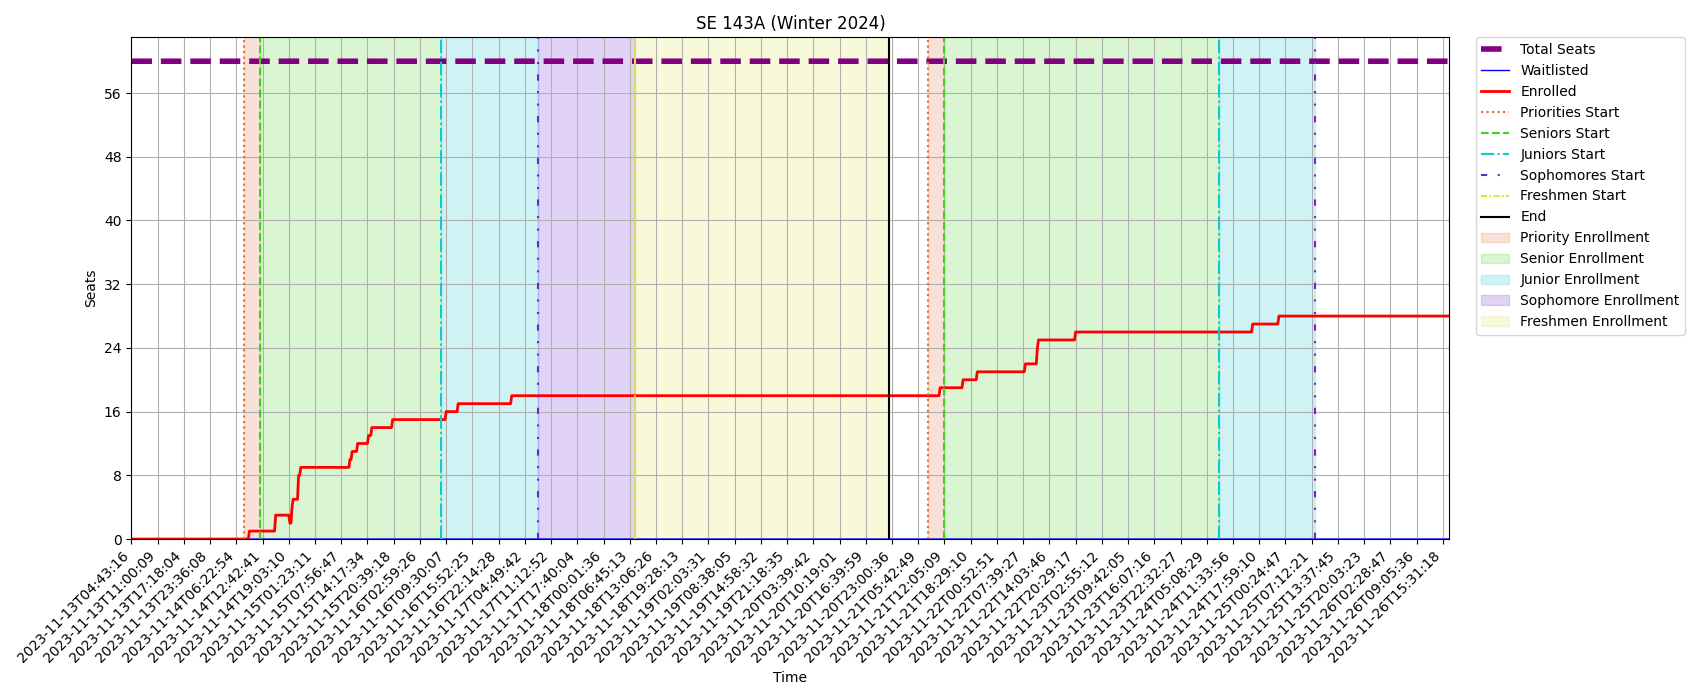 SE 143A (Winter 2024)
Total Seats
Waitlisted
Enrolled
Priorities Start
Seniors Start
Juniors Start
Sophomores Start
Freshmen Start
End
Priority Enrollment
Senior Enrollment
Junior Enrollment
Sophomore Enrollment
Freshmen Enrollment
Seats
56
48
40
32
24
16
8
0
2023-11-13T04:43:16
2023-11-13T11:00:09
2023-11-13T17:18:04
2023-11-13T23:36:08
2023-11-14T06:22:54
2023-11-14T12:42:41
2023-11-14T19:03:10
2023-11-15T01:23:11
2023-11-15T07:56:47
2023-11-15T14:17:34
2023-11-15T20:39:18
2023-11-16T02:59:26
2023-11-16T09:30:07
2023-11-16T15:52:25
2023-11-16T22:14:28
2023-11-17T04:49:42
2023-11-17T11:12:52
2023-11-17T17:40:04
2023-11-18T00:01:36
2023-11-18T06:45:13
2023-11-18T13:06:26
2023-11-18T19:28:13
2023-11-19T02:03:31
2023-11-19T09:38:05
2023-11-19T14:58:32
2023-11-19T21:18:35
2023-11-20T03:39:42
2023-11-20T10:19:01
2023-11-20T16:39:59
2023-11-20T23:00:36
2023-11-21T05:42:49
2023-11-21T12:05:09
2023-11-21T18:29:10
2023-11-22T00:52:51
2023-11-22T07:39:27
2023-11-22T14:03:46
2023-11-22T20:29:17
2023-11-23T02:55:12
2023-11-23T09:42:05
2023-11-23T16:07:16
2023-11-23T22:32:27
2023-11-24T05:08:29
2023-11-24T11:33:56
2023-11-24T17:59:10
2023-11-25T00:24:47
2023-11-25T07:12:21
2023-11-25T13:37:45
2023-11-25T20:03:23
2023-11-26T02:28:47
2023-11-26T09:05:36
2023-11-26T15:31:18
Time